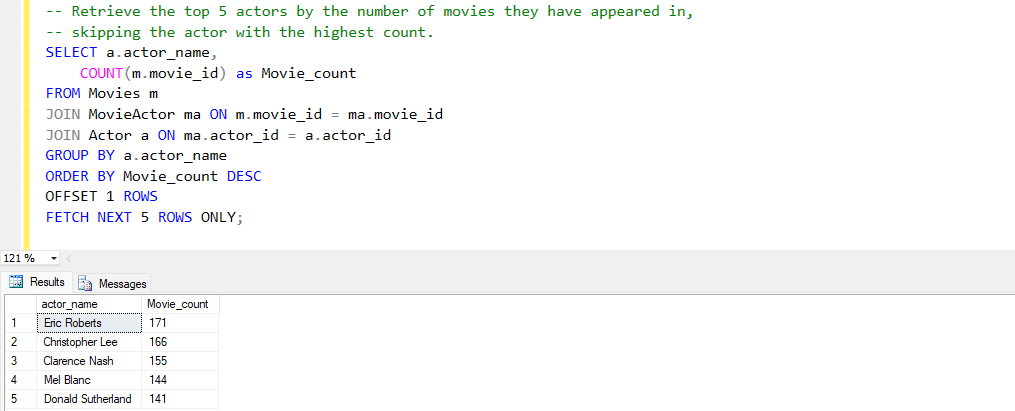 -- Retrieve the top 5 actors by the number of movies they have appeared in,
-- skipping the actor with the highest count.
SELECT a.actor_name,
    COUNT(m.movie_id) as Movie_count
FROM Movies m
JOIN MovieActor ma ON m.movie_id = ma.movie_id
JOIN Actor a ON ma.actor_id = a.actor_id
GROUP BY a.actor_name
ORDER BY Movie_count DESC
OFFSET 1 ROWS
FETCH NEXT 5 ROWS ONLY;
121 %
Results Messages
actor_name Movie_count
1 Eric Roberts 171
2 Christopher Lee 166
3 Clarence Nash 155
4 Mel Blanc 144
5 Donald Sutherland 141